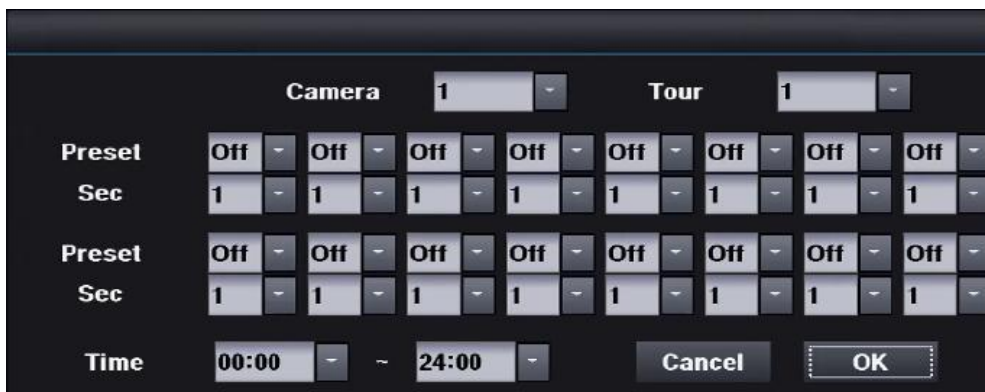 Camera 1 Tour 1
Preset Off Off Off Off Off Off Off Off
Sec 1 1 1 1 1 1 1 1
Preset Off Off Off Off Off Off Off Off
Sec 1 1 1 1 1 1 1 1
Time 00:00 ~ 24:00 Cancel OK